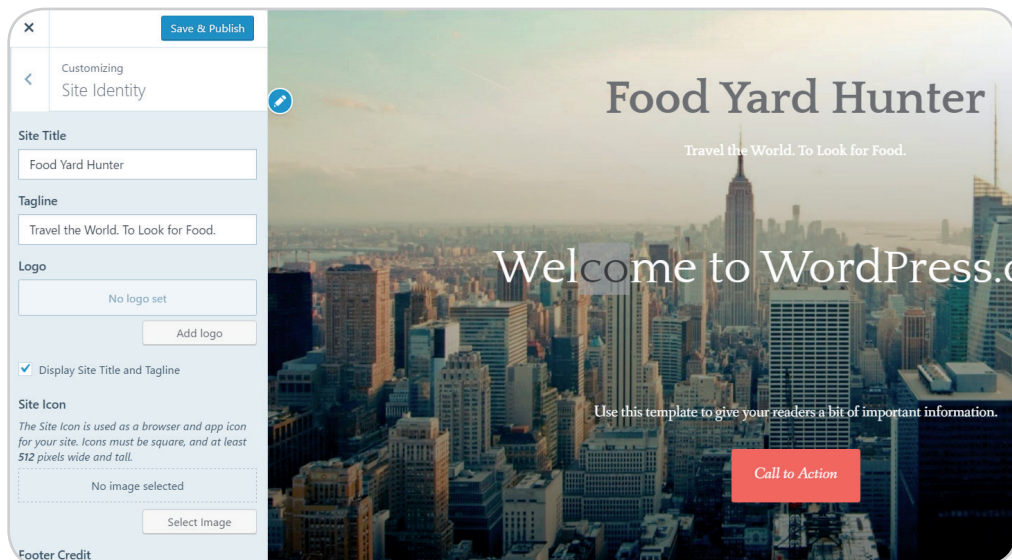 Save & Publish
Customizing
Site Identity
Site Title
Food Yard Hunter
Tagline
Travel the World. To Look for Food.
Logo
No logo set
Add logo
Display Site Title and Tagline
Site Icon
The Site Icon is used as a browser and app icon
for your site. Icons must be square, and at least
512 pixels wide and tall.
No image selected
Select Image
Footer Credit
Food Yard Hunter
Travel the World. To Look for Food.
Welcome to WordPress.c
Use this template to give your readers a bit of important information.
Call to Action